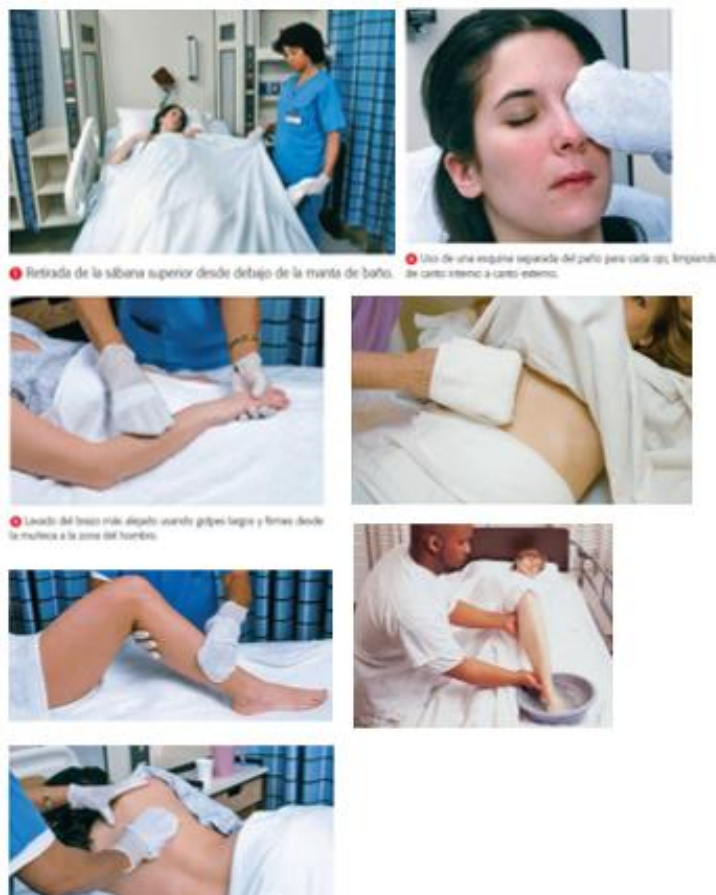 Retirada de la sábana superior desde debajo de la manta de baño.
Uso de una esquina separada del paño para cada ojo, limpiando
de canto interno a canto externo.
Lavado del brazo más alejado usando golpes largos y firmes desde
la muñeca a la zona del hombro.